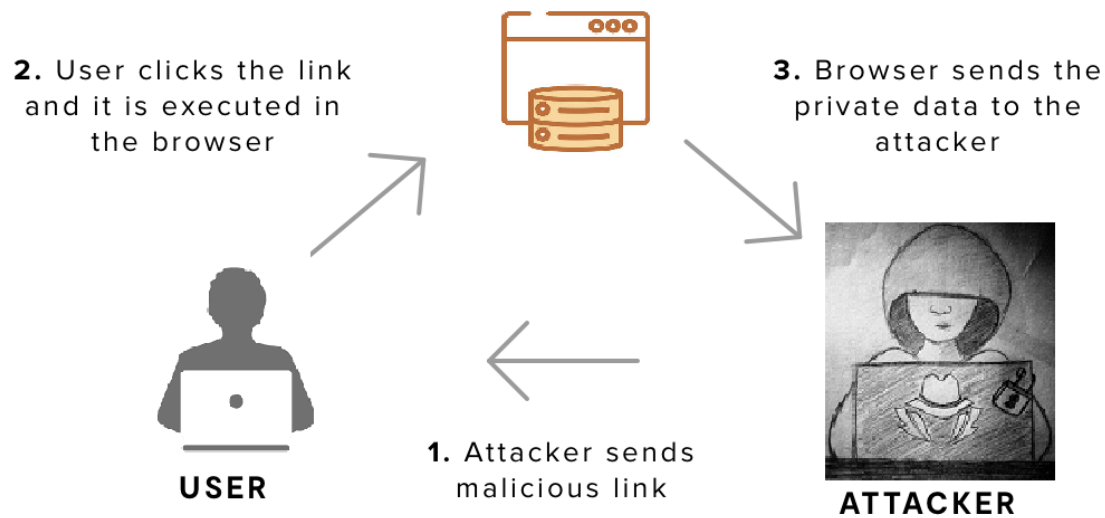 2. User clicks the link
and it is executed in
the browser
3. Browser sends the
private data to the
attacker
1. Attacker sends
malicious link
USER
ATTACKER